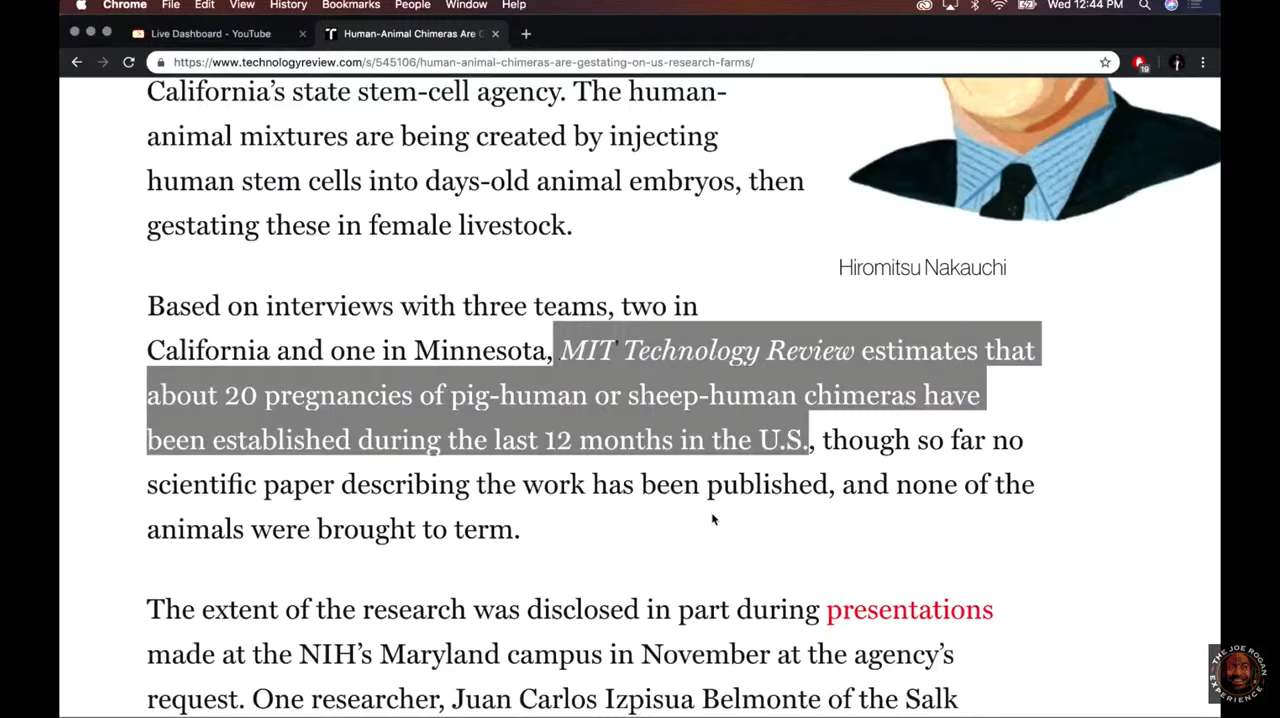 Chrome File Edit View History Bookmarks People Window Help Wed 12:44 PM
Live Dashboard - YouTube Human-Animal Chimeras Are
https://www.technologyreview.com/s/545106/human-animal-chimeras-are-gestating-on-us-research-farms/
California’s state stem-cell agency. The human-
animal mixtures are being created by injecting
human stem cells into days-old animal embryos, then
gestating these in female livestock.
Hiromitsu Nakauchi
Based on interviews with three teams, two in
California and one in Minnesota, MIT Technology Review estimates that
about 20 pregnancies of pig-human or sheep-human chimeras have
been established during the last 12 months in the U.S., though so far no
scientific paper describing the work has been published, and none of the
animals were brought to term.
The extent of the research was disclosed in part during presentations
made at the NIH’s Maryland campus in November at the agency’s
request. One researcher, Juan Carlos Izpisua Belmonte of the Salk
THE JOE ROGAN
EXPERIENCE